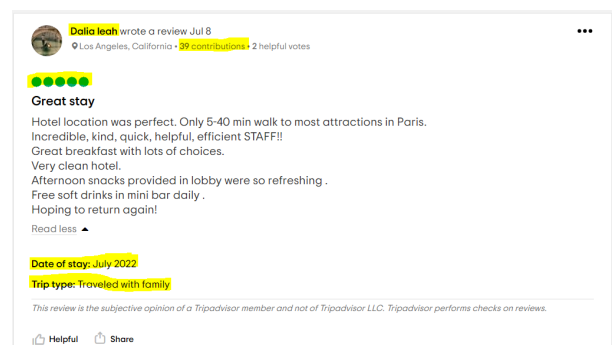 Dalia leah wrote a review Jul 8
Los Angeles, California • 39 contributions • 2 helpful votes
Great stay
Hotel location was perfect. Only 5-40 min walk to most attractions in Paris.
Incredible, kind, quick, helpful, efficient STAFF!!
Great breakfast with lots of choices.
Very clean hotel.
Afternoon snacks provided in lobby were so refreshing .
Free soft drinks in mini bar daily .
Hoping to return again!
Read less
Date of stay: July 2022
Trip type: Traveled with family
This review is the subjective opinion of a Tripadvisor member and not of Tripadvisor LLC. Tripadvisor performs checks on reviews.
Helpful Share